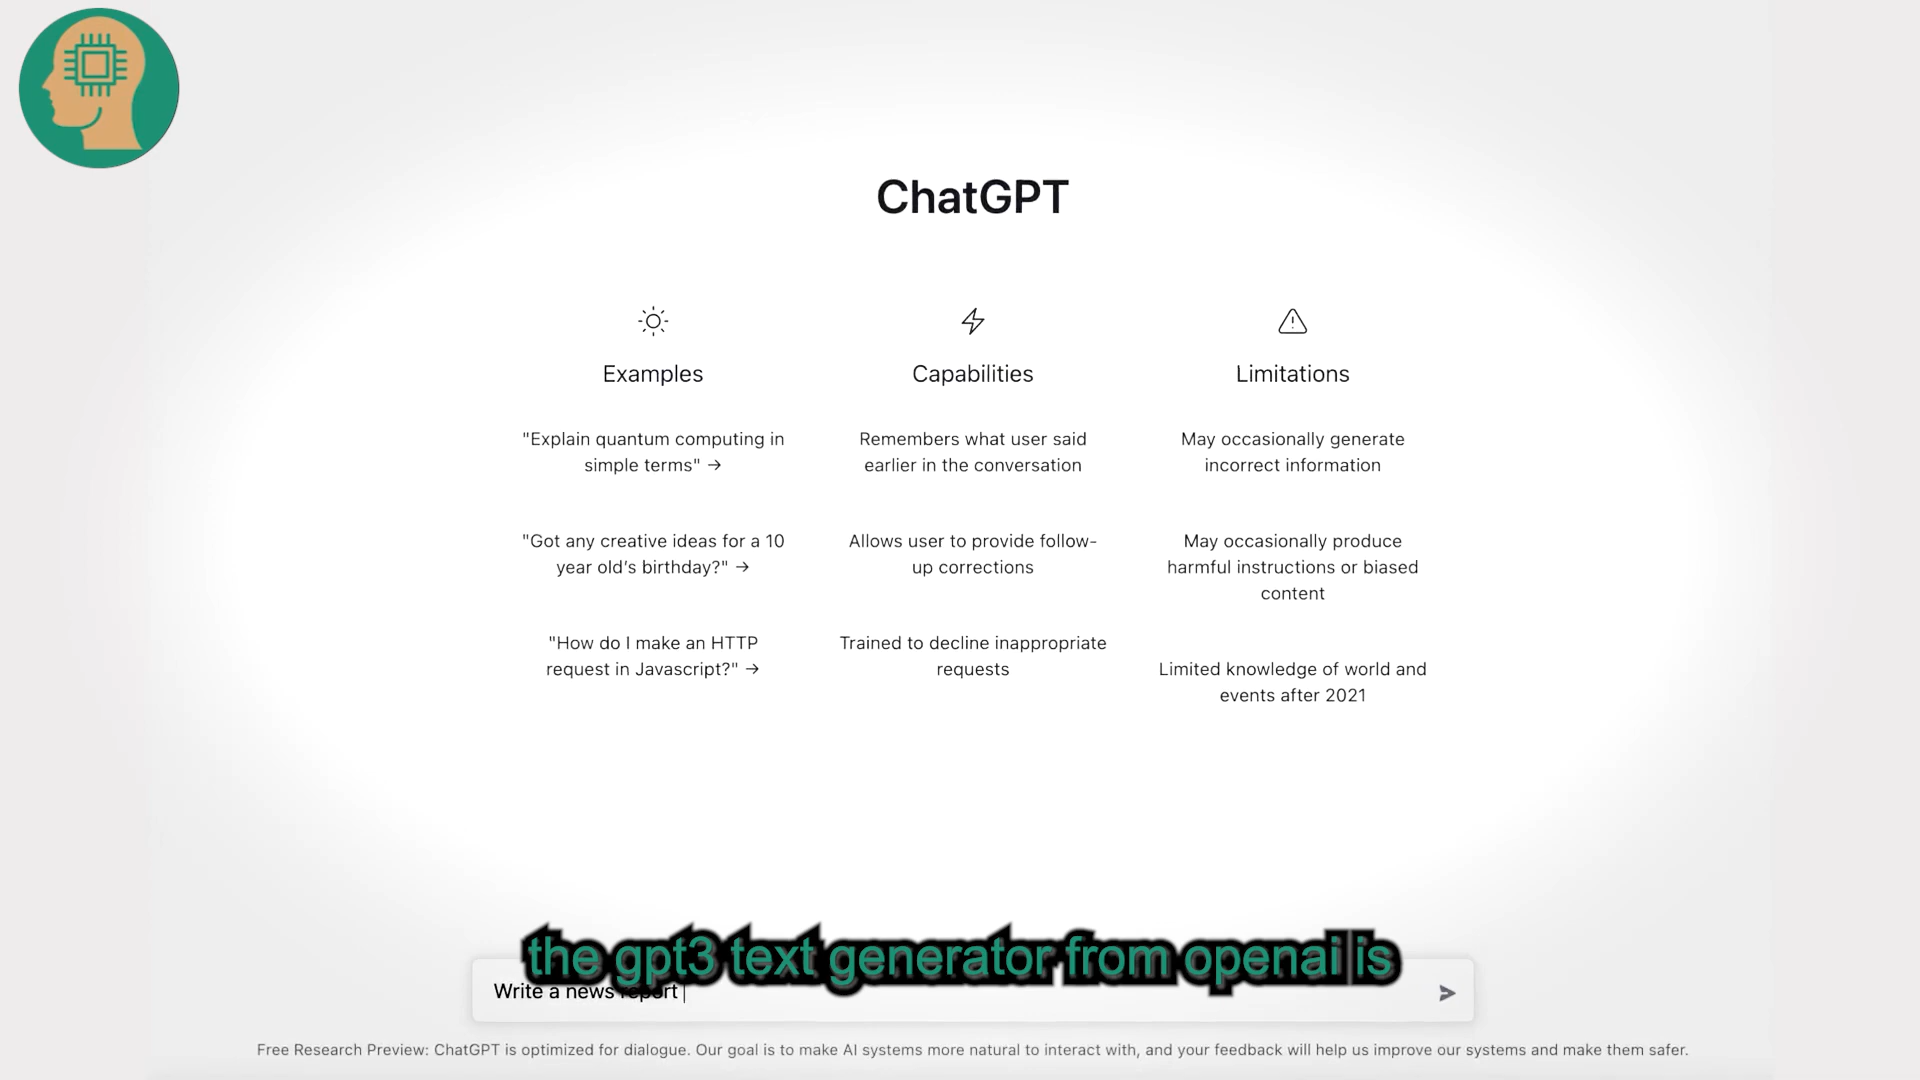 ChatGPT
Examples
"Explain quantum computing in
simple terms" →
"Got any creative ideas for a 10
year old's birthday?" →
"How do I make an HTTP
request in Javascript?" →
Capabilities
Remembers what user said
earlier in the conversation
Allows user to provide follow-
up corrections
Trained to decline inappropriate
requests
Limitations
May occasionally generate
incorrect information
May occasionally produce
harmful instructions or biased
content
Limited knowledge of world and
events after 2021
the gpt3 text generator from openai is
Write a news report
Free Research Preview: ChatGPT is optimized for dialogue. Our goal is to make AI systems more natural to interact with, and your feedback will help us improve our systems and make them safer.